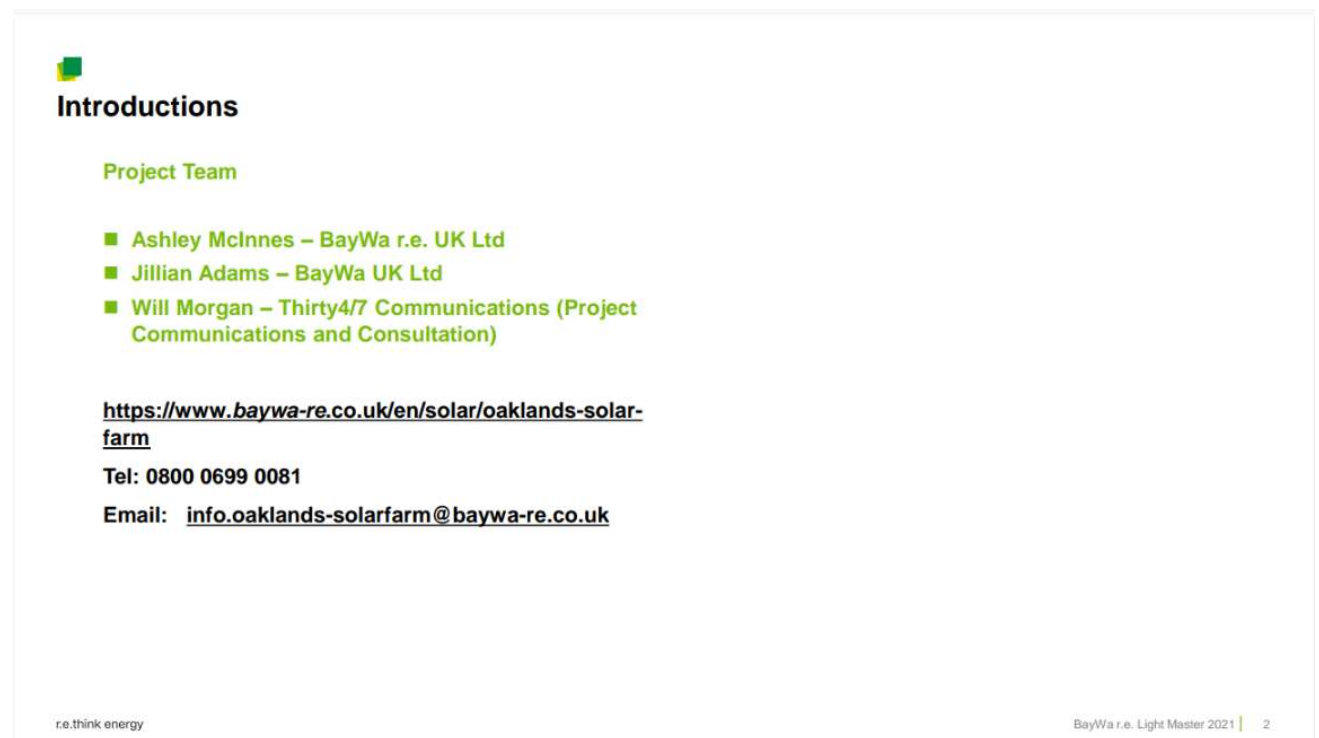 Introductions
Project Team
Ashley McInnes – BayWa r.e. UK Ltd
Jillian Adams – BayWa UK Ltd
Will Morgan – Thirty4/7 Communications (Project
Communications and Consultation)
https://www.baywa-re.co.uk/en/solar/oaklands-solar-
farm
Tel: 0800 0699 0081
Email: info.oaklands-solarfarm@baywa-re.co.uk
r.e.think energy
BayWa r.e. Light Master 2021 | 2